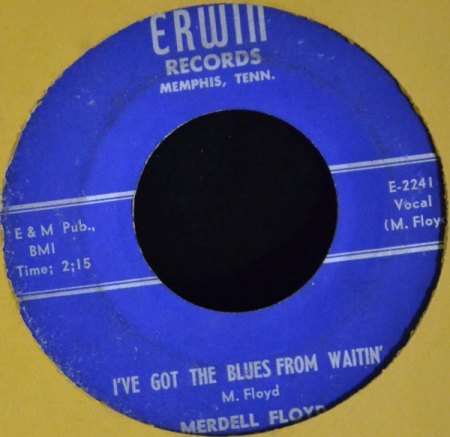 ERWIN
RECORDS
MEMPHIS, TENN.
E & M Pub.,
BMI
Time; 2;15
E-2241
Vocal
(M. Floy
I'VE GOT THE BLUES FROM WAITIN'
M. Floyd
MERDELL FLOYD